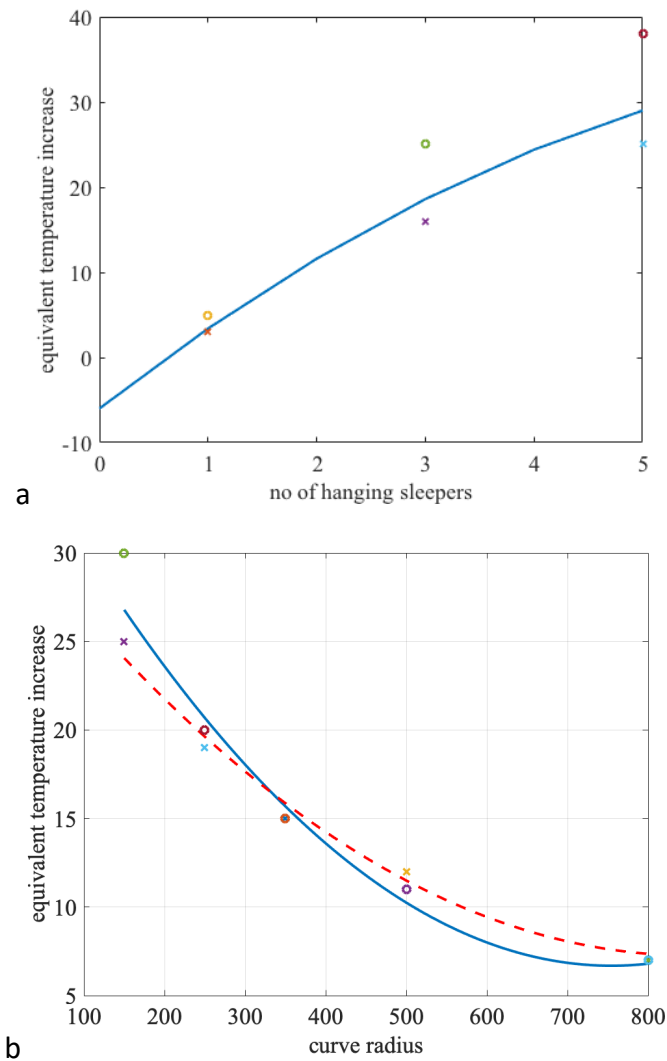 40
30
20
10
0
-10
0 1 2 3 4 5
equivalent temperature increase
no of hanging sleepers
a
30
25
20
15
10
5
100 200 300 400 500 600 700 800
equivalent temperature increase
curve radius
b